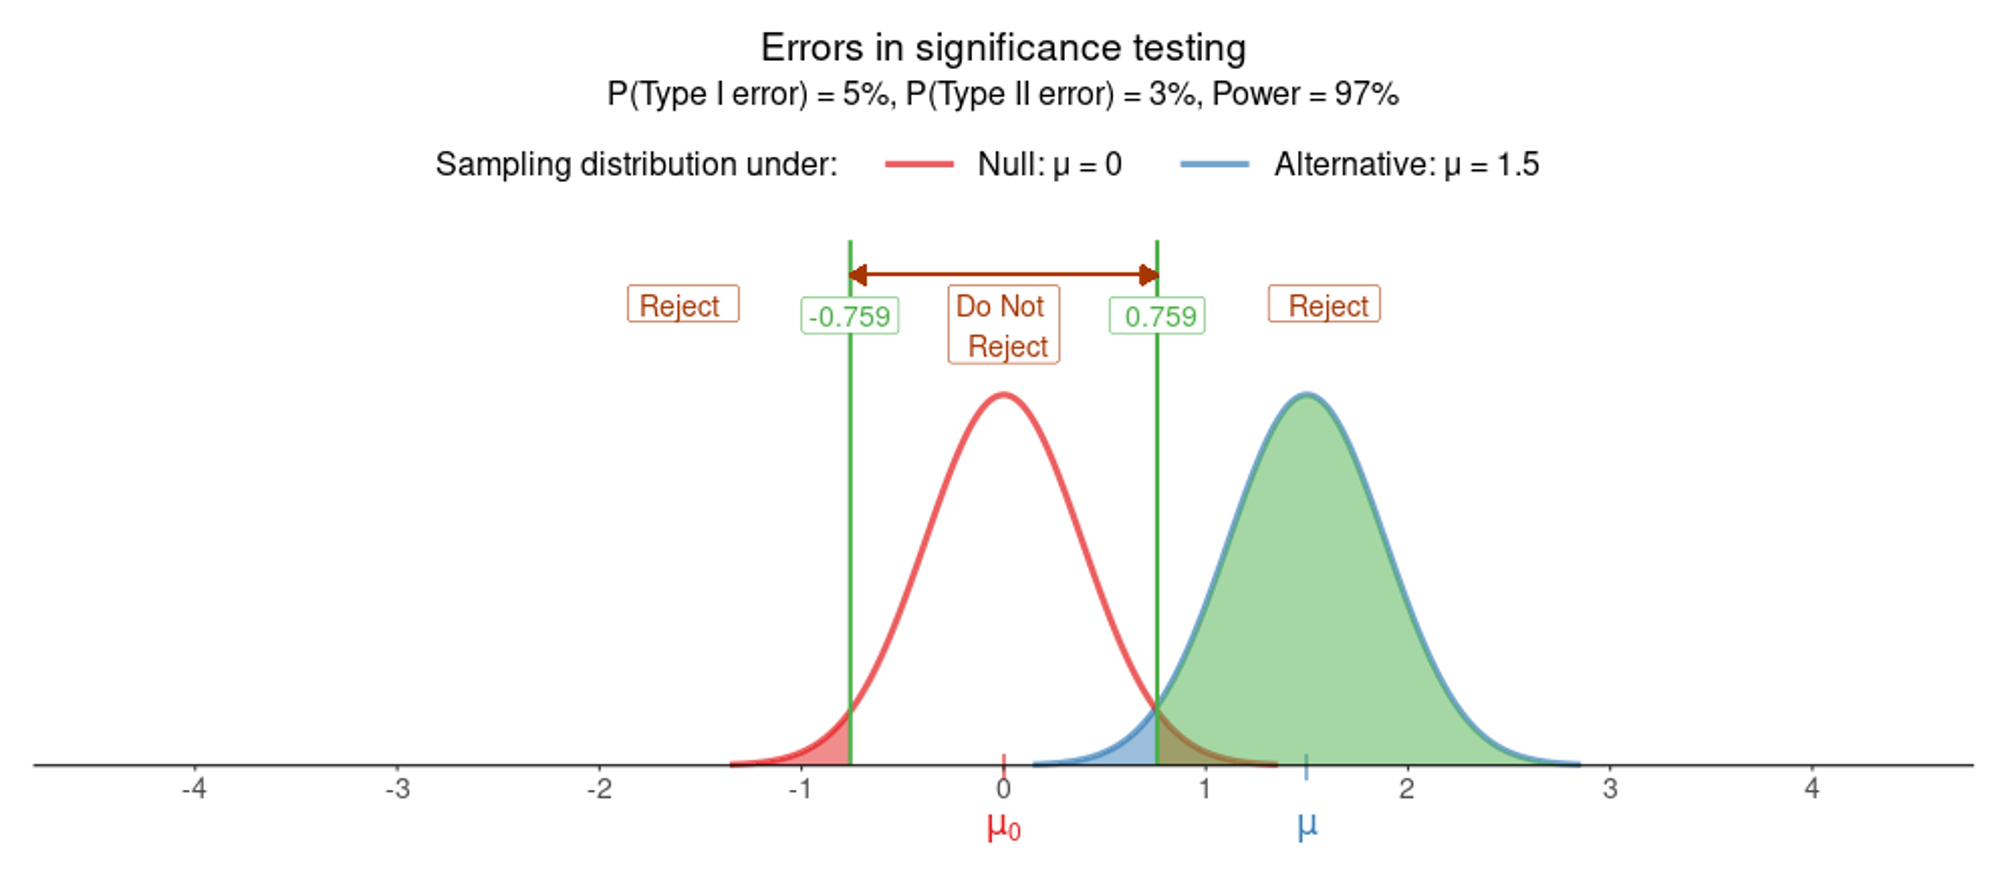 Errors in significance testing
P(Type I error) = 5%, P(Type II error) = 3%, Power = 97%
Sampling distribution under: Null: μ = 0 Alternative: μ = 1.5
Reject
-0.759
Do Not
Reject
0.759
Reject
-4 -3 -2 -1 0 1 2 3 4
μ₀ μ